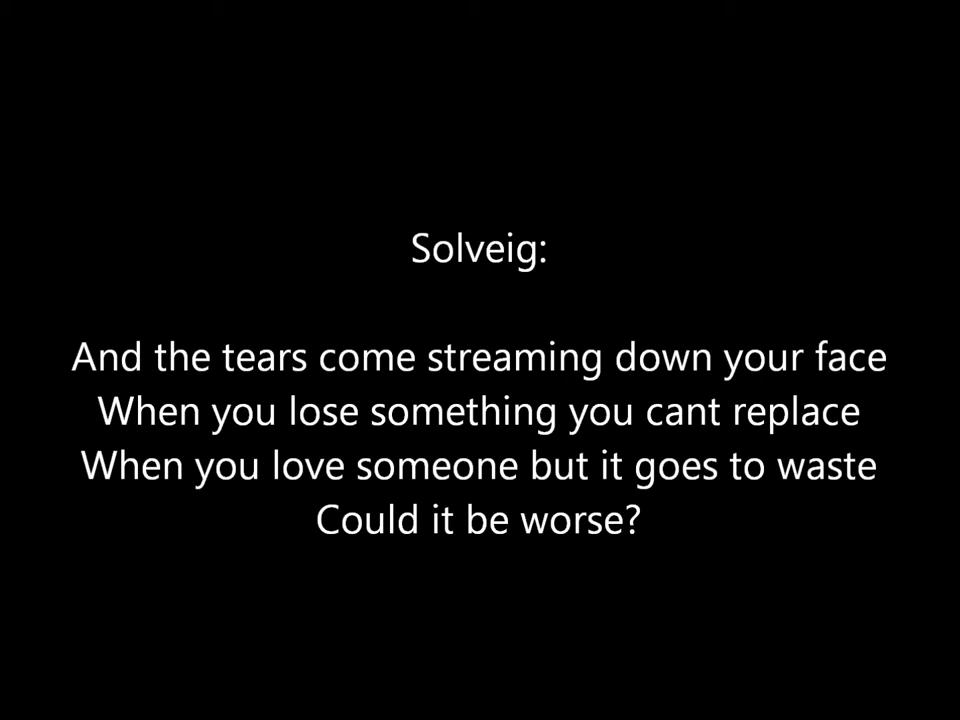 Solveig:
And the tears come streaming down your face
When you lose something you cant replace
When you love someone but it goes to waste
Could it be worse?